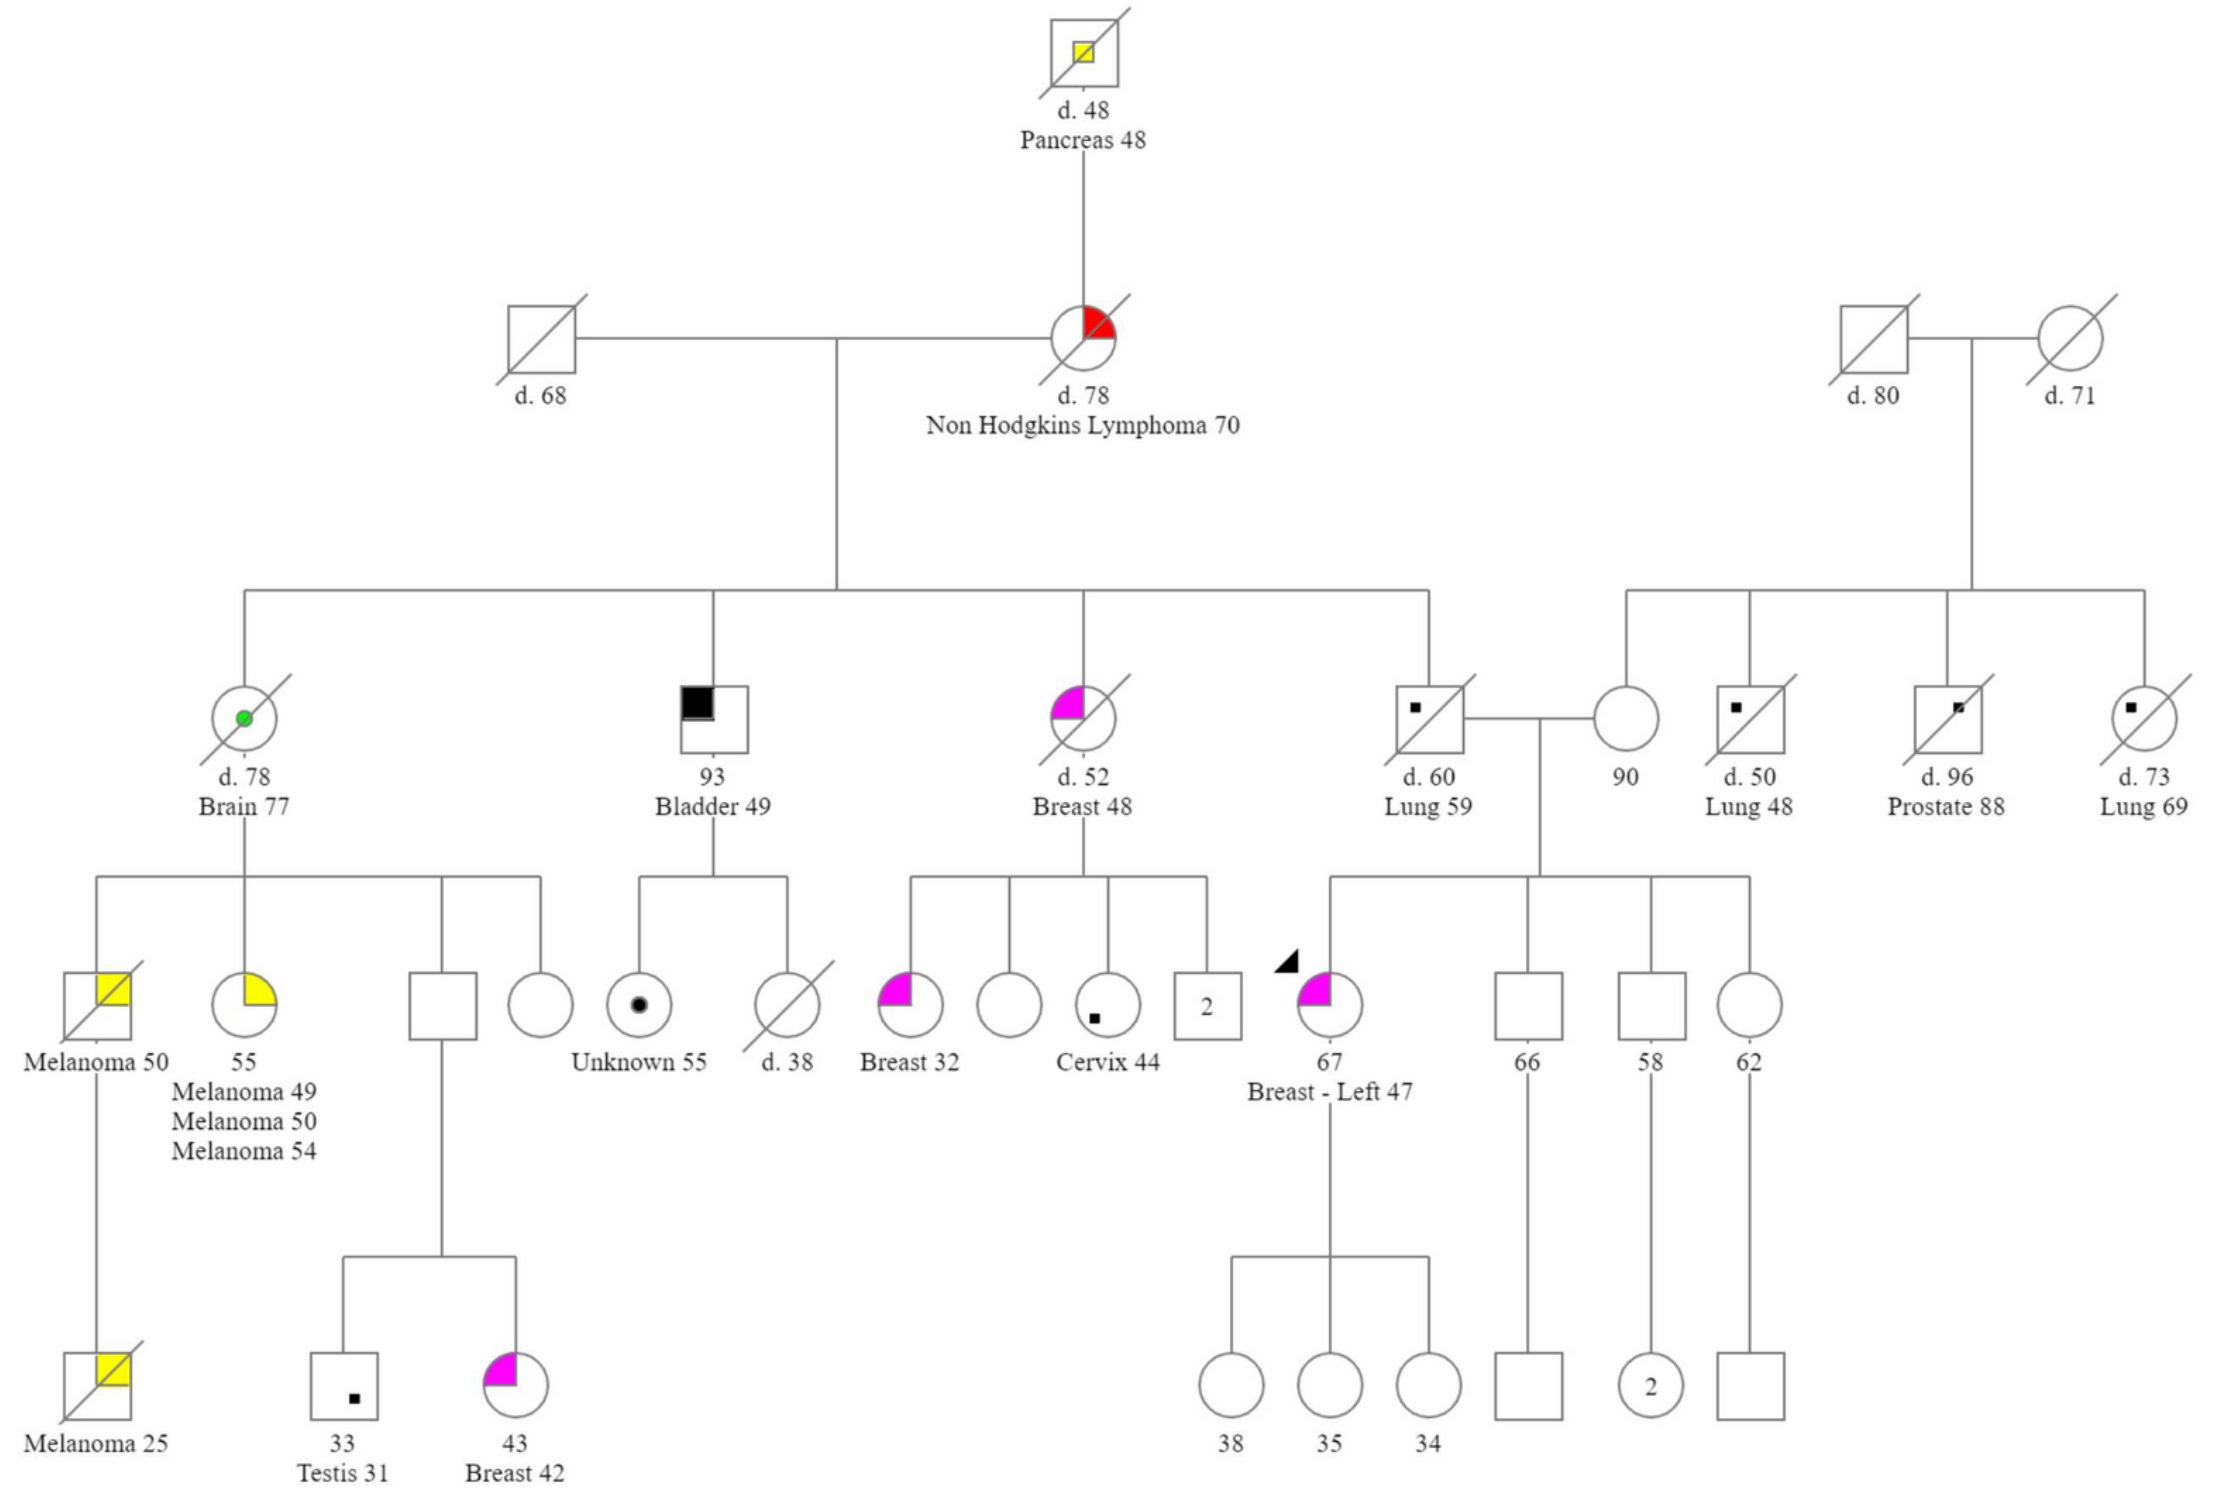 d. 48
Pancreas 48
d. 68
d. 78
Non Hodgkins Lymphoma 70
d. 80
d. 71
d. 78
Brain 77
93
Bladder 49
d. 52
Breast 48
d. 60
Lung 59
90
d. 50
Lung 48
d. 96
Prostate 88
d. 73
Lung 69
2
Melanoma 50
55
Melanoma 49
Melanoma 50
Melanoma 54
Unknown 55
d. 38
Breast 32
Cervix 44
67
Breast - Left 47
66
58
62
2
Melanoma 25
33
Testis 31
43
Breast 42
38
35
34